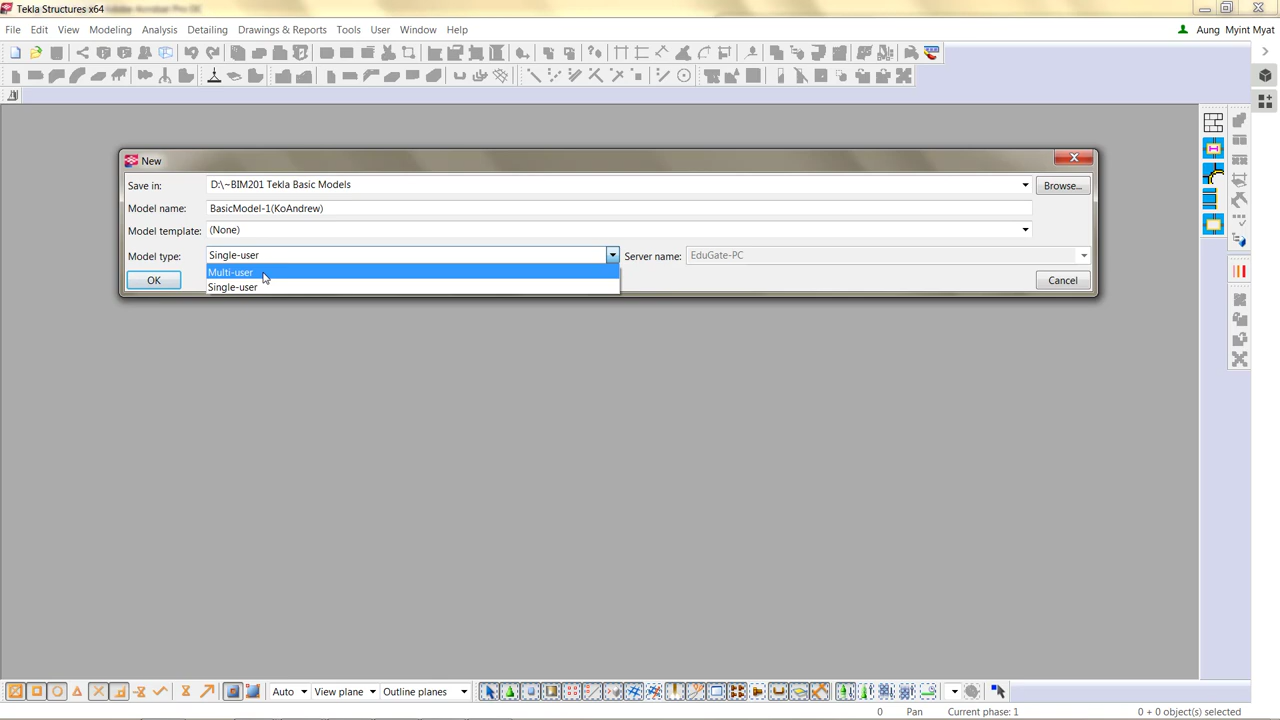 Tekla Structures x64
File Edit View Modeling Analysis Detailing Drawings & Reports Tools User Window Help Aung Myint Myat
New
Save in: D:\~BIM201 Tekla Basic Models Browse...
Model name: BasicModel-1(KoAndrew)
Model template: (None)
Model type: Single-user Server name: EduGate-PC
Multi-user
OK Single-user Cancel
Auto View plane Outline planes
0 Pan Current phase: 1 0 + 0 object(s) selected